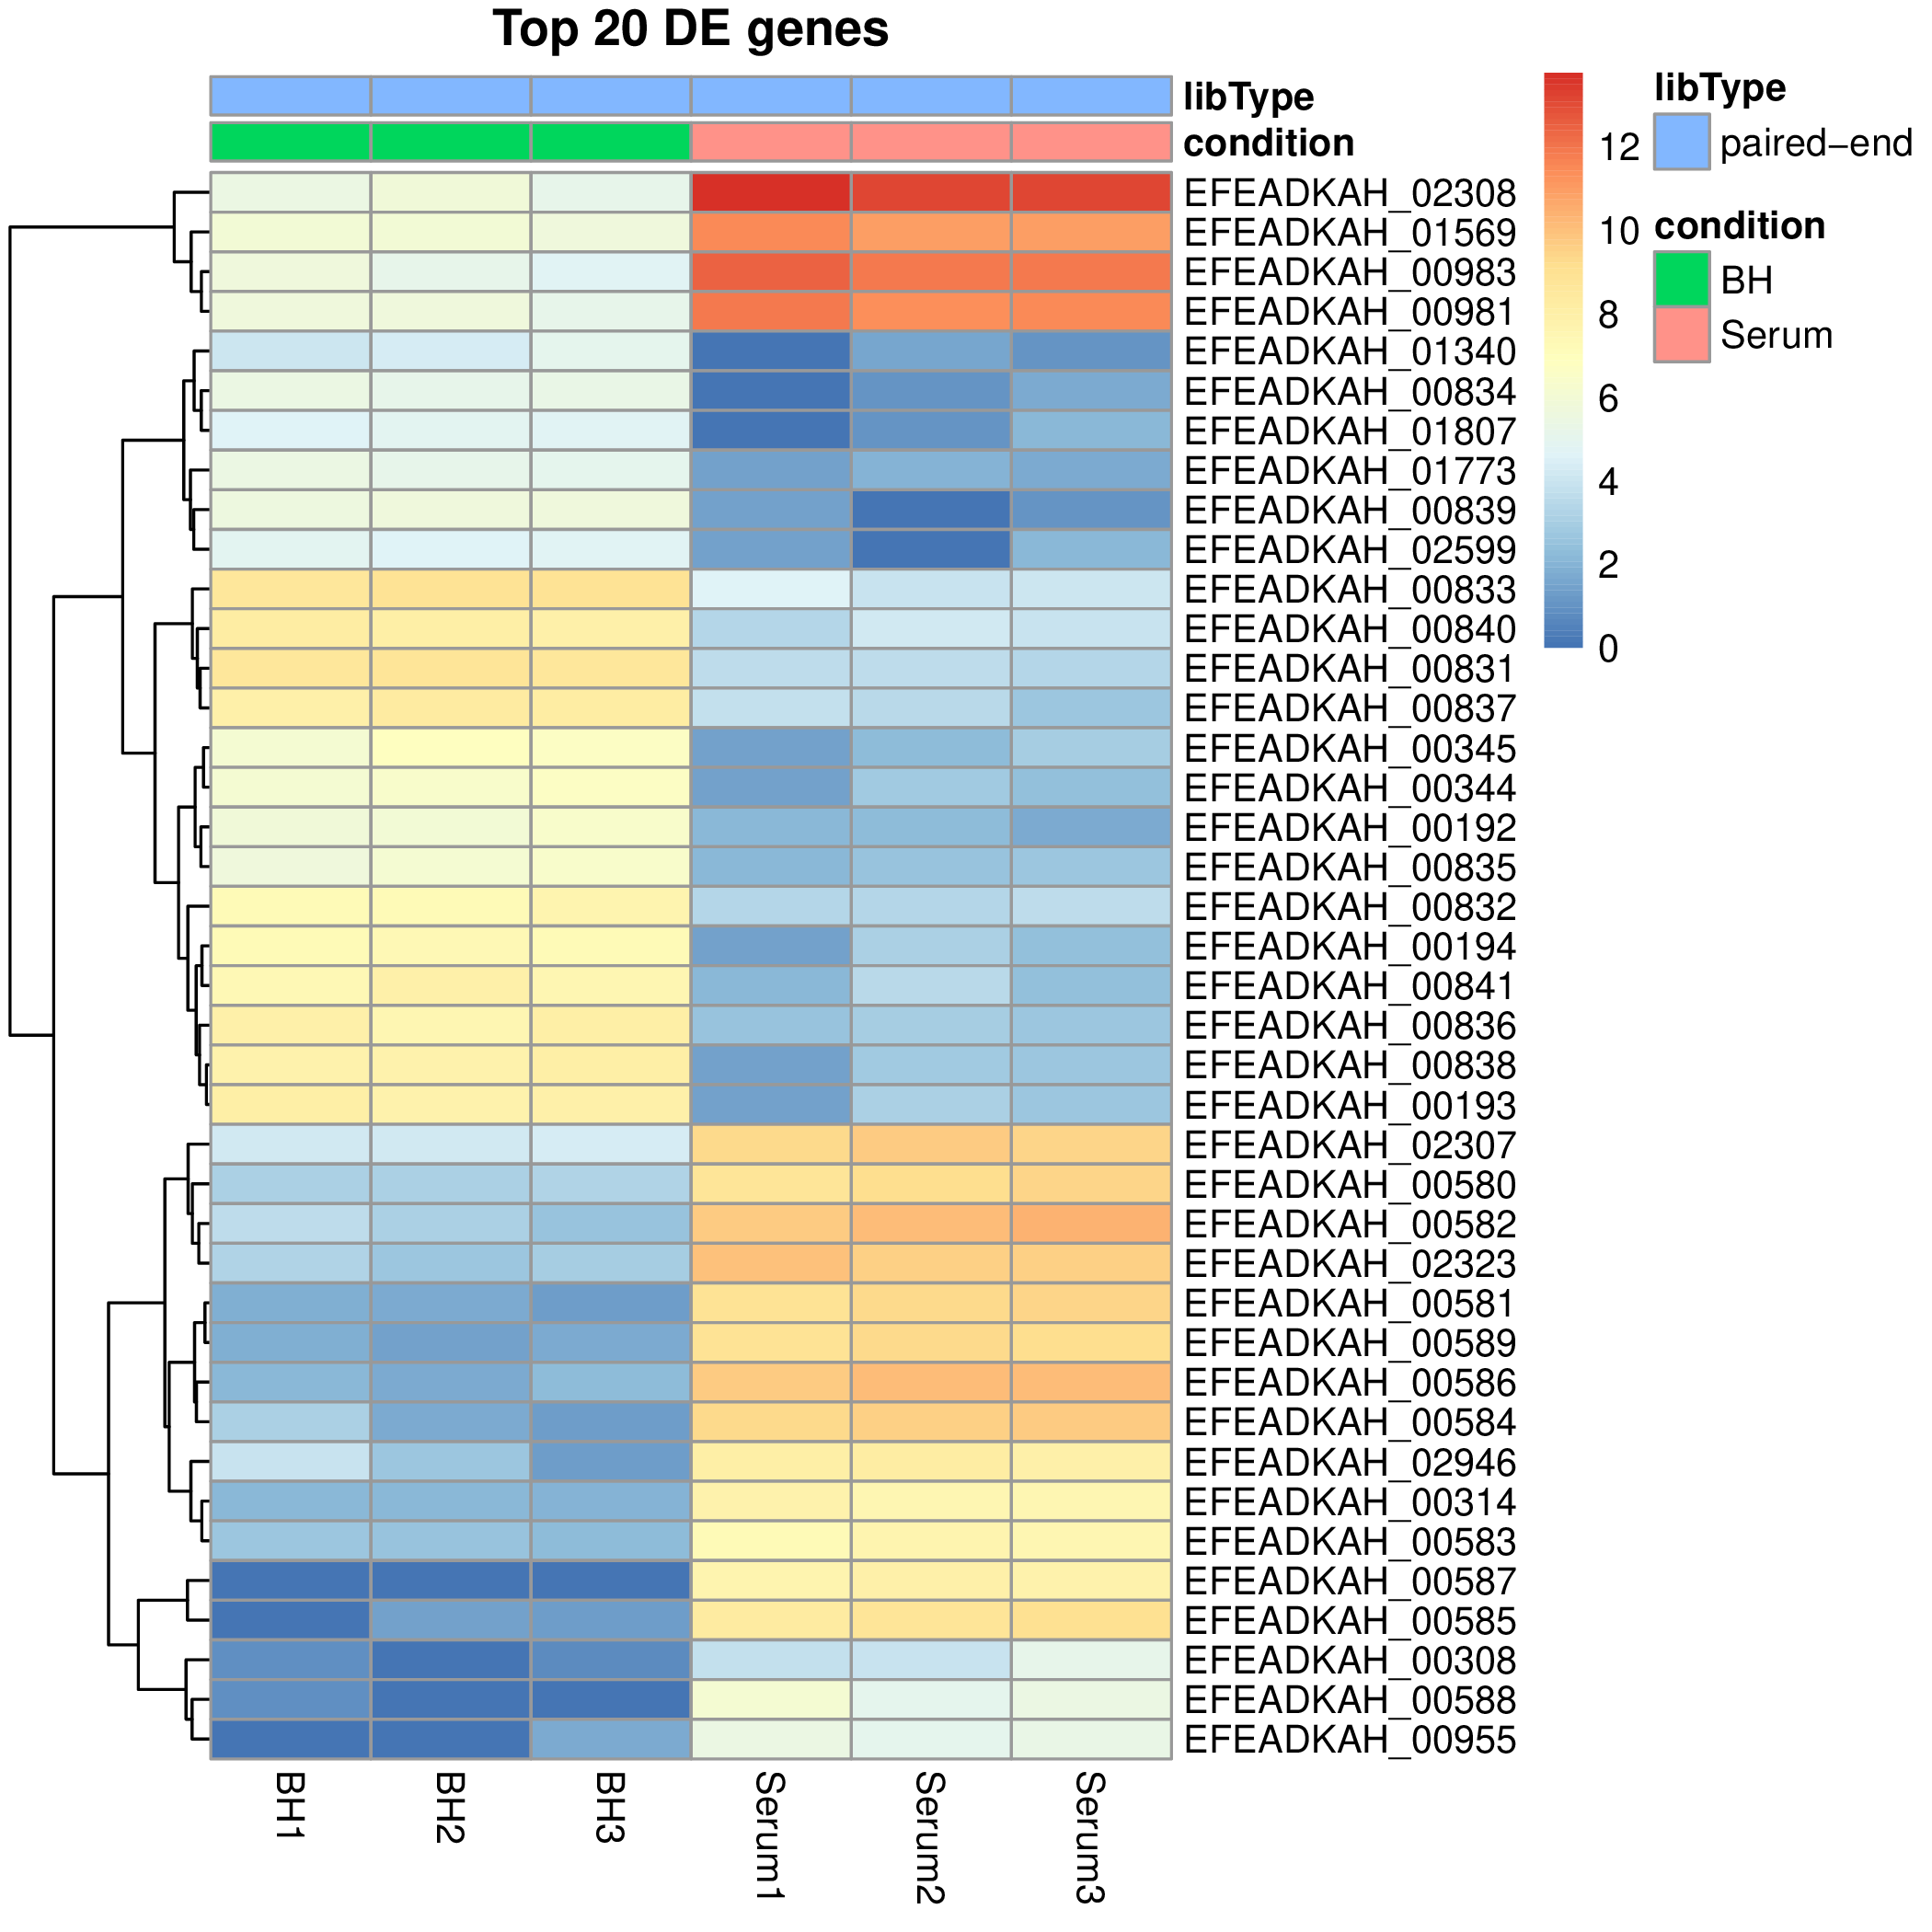 Top 20 DE genes
libType
condition
EFEADKAH_02308
EFEADKAH_01569
EFEADKAH_00983
EFEADKAH_00981
EFEADKAH_01340
EFEADKAH_00834
EFEADKAH_01807
EFEADKAH_01773
EFEADKAH_00839
EFEADKAH_02599
EFEADKAH_00833
EFEADKAH_00840
EFEADKAH_00831
EFEADKAH_00837
EFEADKAH_00345
EFEADKAH_00344
EFEADKAH_00192
EFEADKAH_00835
EFEADKAH_00832
EFEADKAH_00194
EFEADKAH_00841
EFEADKAH_00836
EFEADKAH_00838
EFEADKAH_00193
EFEADKAH_02307
EFEADKAH_00580
EFEADKAH_00582
EFEADKAH_02323
EFEADKAH_00581
EFEADKAH_00589
EFEADKAH_00586
EFEADKAH_00584
EFEADKAH_02946
EFEADKAH_00314
EFEADKAH_00583
EFEADKAH_00587
EFEADKAH_00585
EFEADKAH_00308
EFEADKAH_00588
EFEADKAH_00955
BH1
BH2
BH3
Serum1
Serum2
Serum3
12
10
8
6
4
2
0
libType
paired−end
condition
BH
Serum